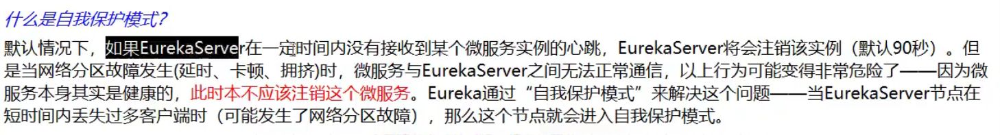 什么是自我保护模式?
默认情况下，如果EurekaServer在一定时间内没有接收到某个微服务实例的心跳，EurekaServer将会注销该实例（默认90秒）。但
是当网络分区故障发生(延时、卡顿、拥挤)时，微服务与EurekaServer之间无法正常通信，以上行为可能变得非常危险了——因为微
服务本身其实是健康的，此时本不应该注销这个微服务。Eureka通过“自我保护模式”来解决这个问题——当EurekaServer节点在
短时间内丢失过多客户端时（可能发生了网络分区故障），那么这个节点就会进入自我保护模式。